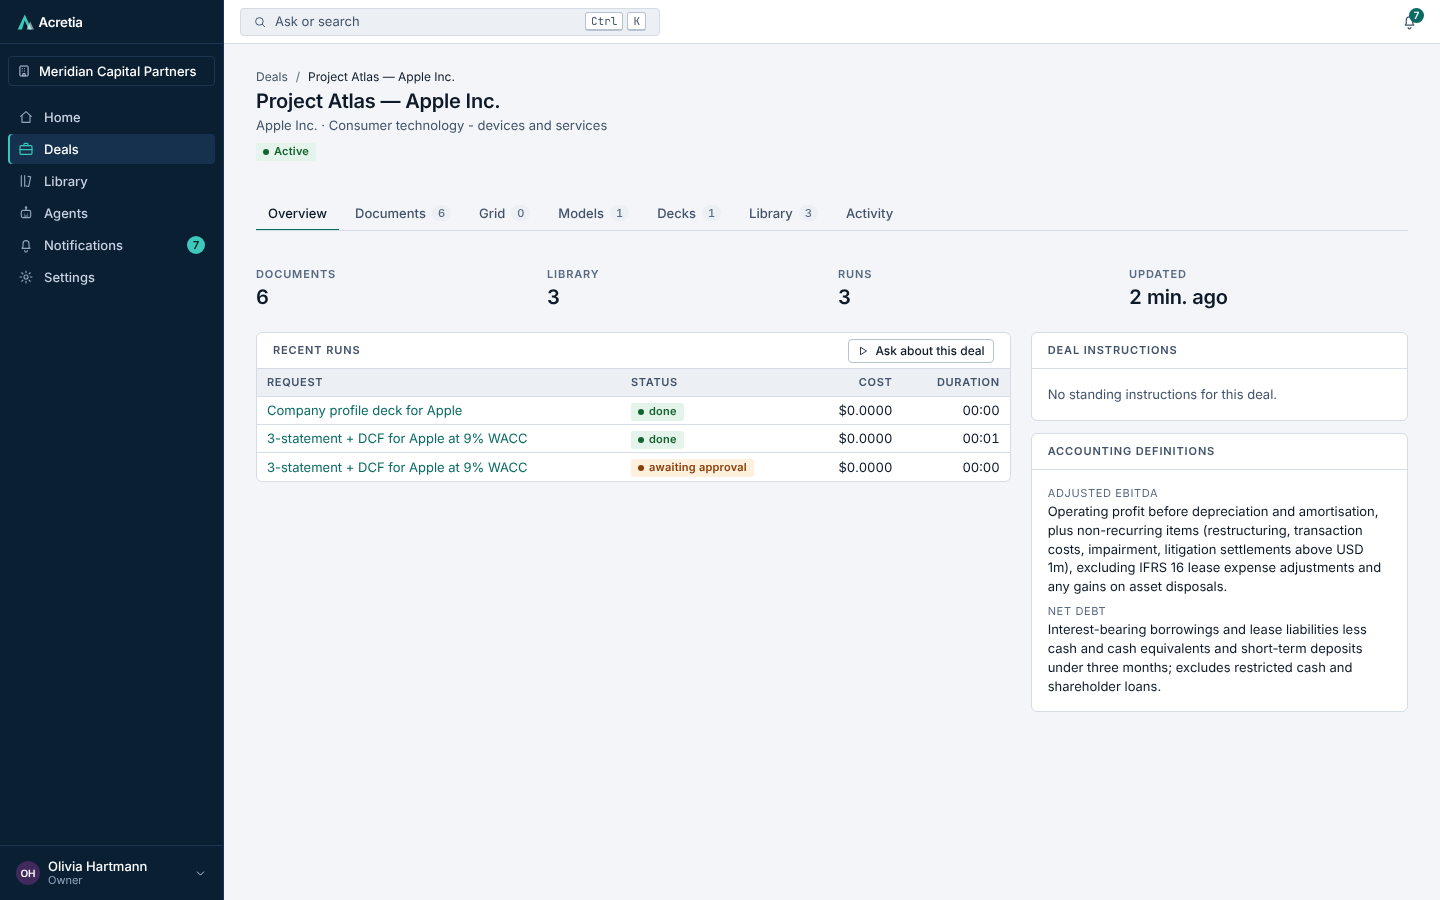 Acretia
Ask or search
Ctrl K
7
Meridian Capital Partners
Home
Deals
Library
Agents
Notifications 7
Settings
Deals / Project Atlas — Apple Inc.
Project Atlas — Apple Inc.
Apple Inc. · Consumer technology - devices and services
Active
Overview Documents 6 Grid 0 Models 1 Decks 1 Library 3 Activity
DOCUMENTS
6
LIBRARY
3
RUNS
3
UPDATED
2 min. ago
RECENT RUNS
Ask about this deal
REQUEST STATUS COST DURATION
Company profile deck for Apple done $0.0000 00:00
3-statement + DCF for Apple at 9% WACC done $0.0000 00:01
3-statement + DCF for Apple at 9% WACC awaiting approval $0.0000 00:00
DEAL INSTRUCTIONS
No standing instructions for this deal.
ACCOUNTING DEFINITIONS
ADJUSTED EBITDA
Operating profit before depreciation and amortisation,
plus non-recurring items (restructuring, transaction
costs, impairment, litigation settlements above USD
1m), excluding IFRS 16 lease expense adjustments and
any gains on asset disposals.
NET DEBT
Interest-bearing borrowings and lease liabilities less
cash and cash equivalents and short-term deposits
under three months; excludes restricted cash and
shareholder loans.
OH
Olivia Hartmann
Owner